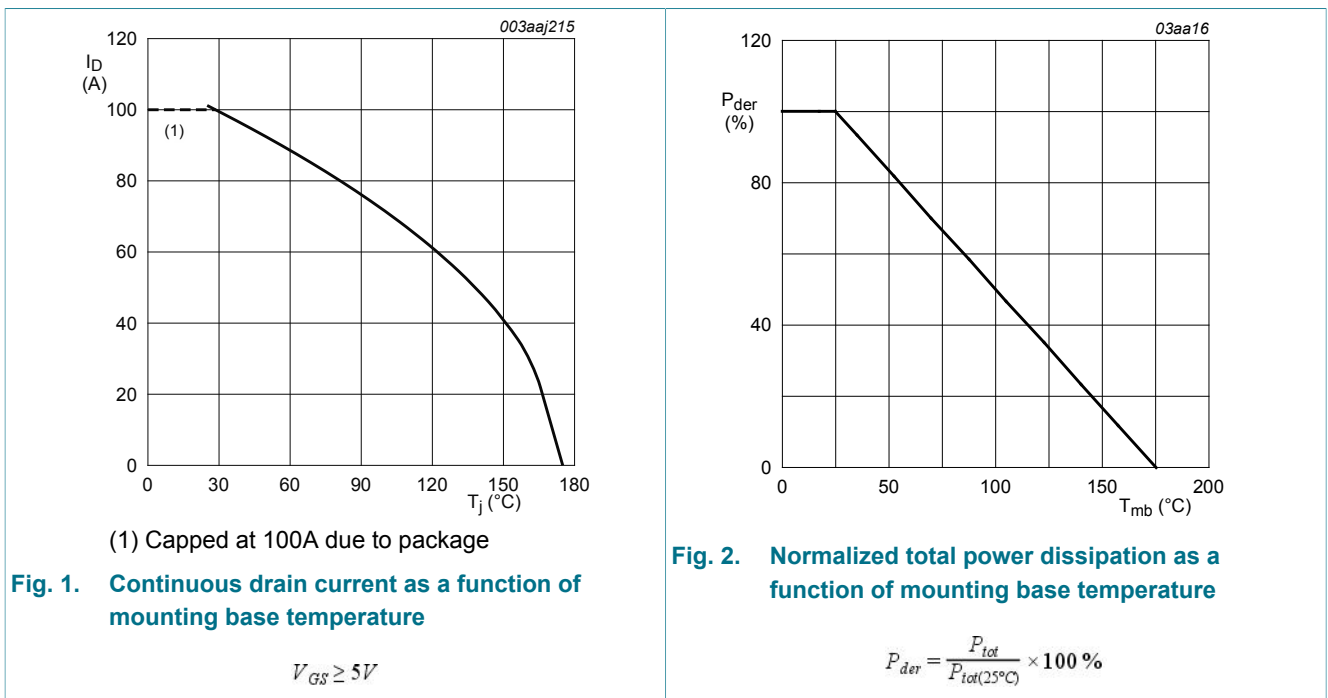 003aaj215
120
I_D
(A)
100
(1)
80
60
40
20
0
0 30 60 90 120 150 180
T_j (°C)
(1) Capped at 100A due to package
Fig. 1. Continuous drain current as a function of
mounting base temperature
V_GS ≥ 5V
03aa16
120
P_der
(%)
80
40
0
0 50 100 150 200
T_mb (°C)
Fig. 2. Normalized total power dissipation as a
function of mounting base temperature
P_der = P_tot / P_tot(25°C) × 100 %